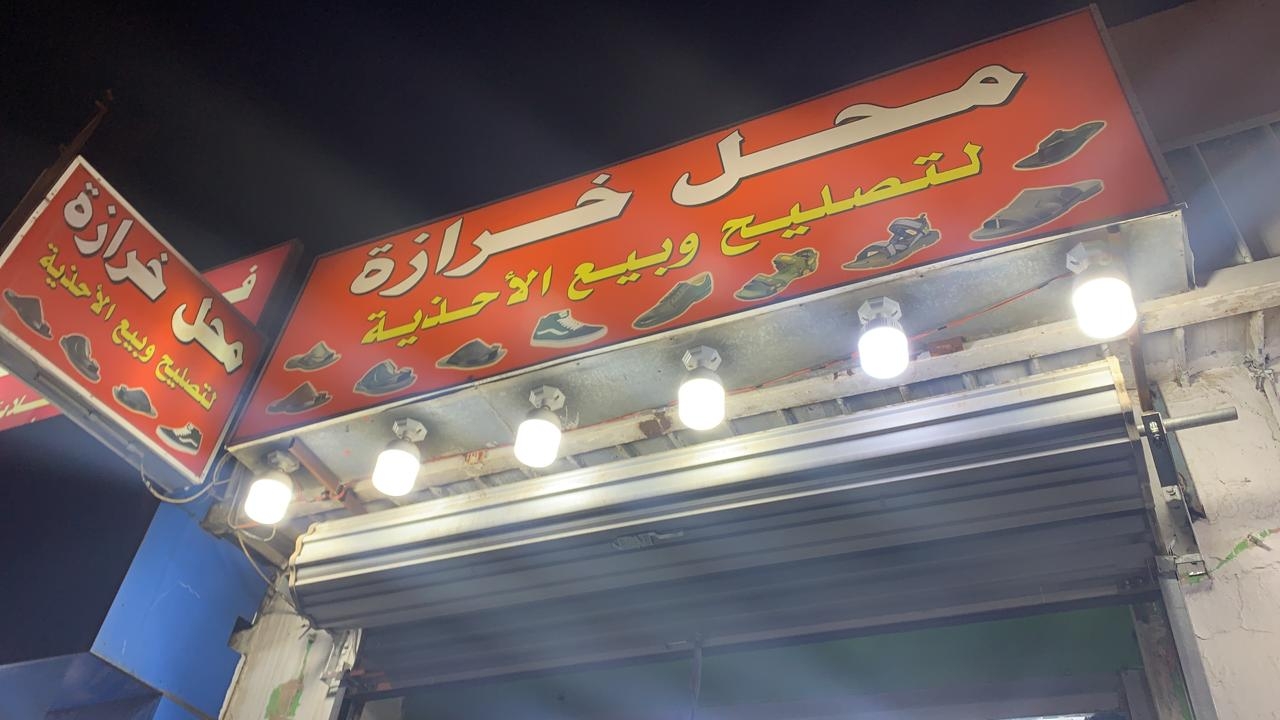 محل خرازة
لتصليح وبيع الأحذية
محل خرازة
لتصليح وبيع الأحذية